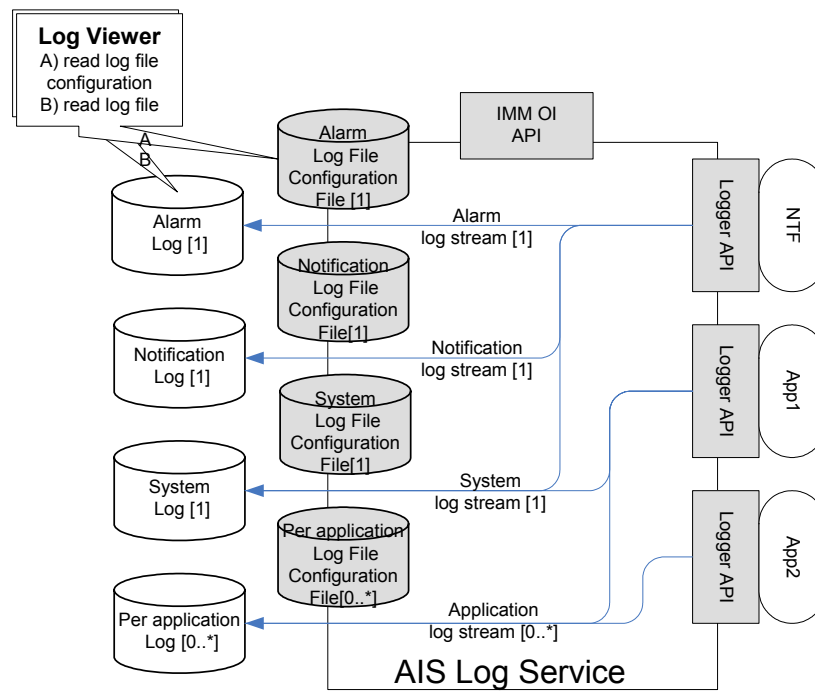 Log Viewer
A) read log file
configuration
B) read log file
A
B
IMM OI
API
Alarm
Log File
Configuration
File [1]
Alarm
Log [1]
Alarm
log stream [1]
Logger API
NTF
Notification
Log File
Configuration
File[1]
Notification
Log [1]
Notification
log stream [1]
Logger API
App1
System
Log File
Configuration
File[1]
System
Log [1]
System
log stream [1]
Logger API
App2
Per application
Log File
Configuration
File[0..*]
Per application
Log [0..*]
Application
log stream [0..*]
AIS Log Service